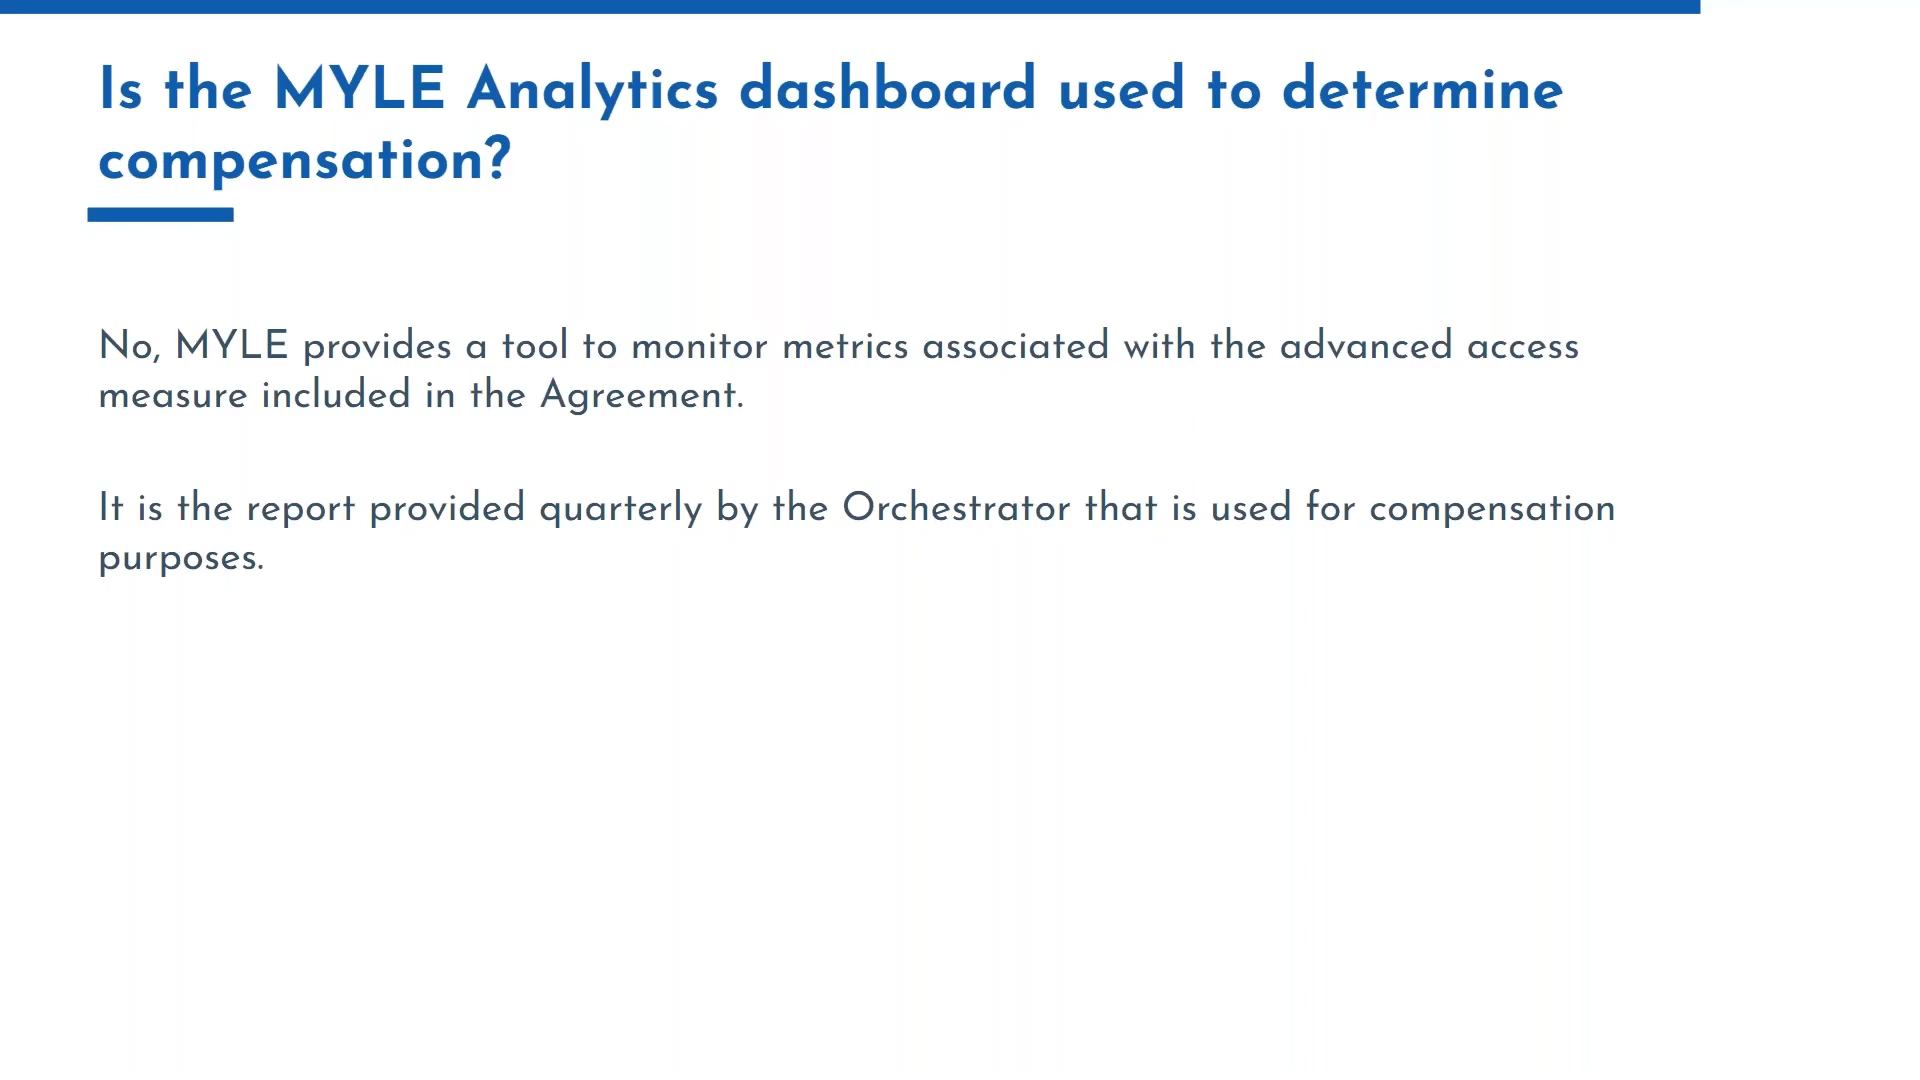 Is the MYLE Analytics dashboard used to determine
compensation?
No, MYLE provides a tool to monitor metrics associated with the advanced access
measure included in the Agreement.
It is the report provided quarterly by the Orchestrator that is used for compensation
purposes.